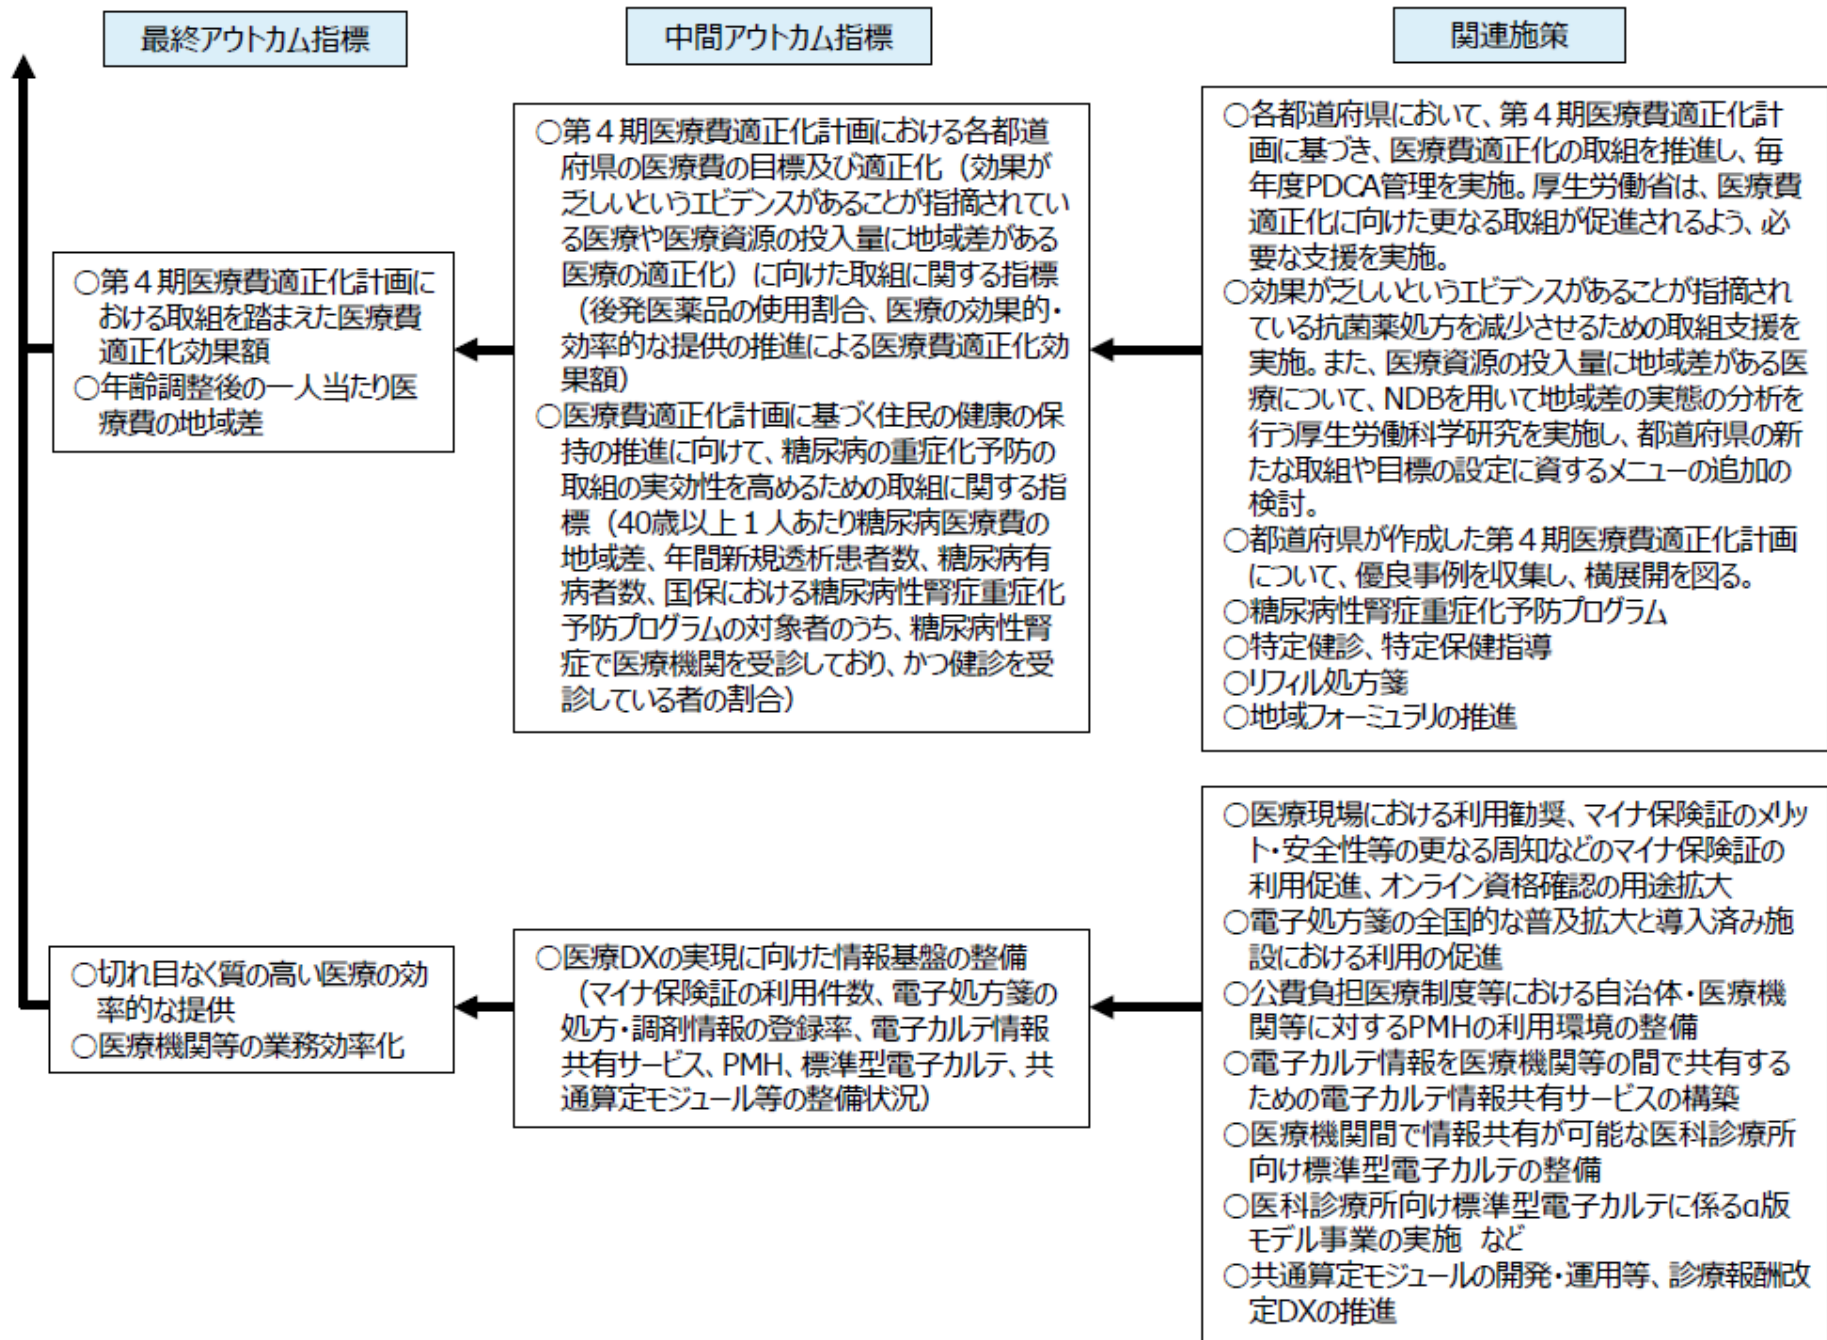 最終アウトカム指標
中間アウトカム指標
関連施策
○第４期医療費適正化計画に
おける取組を踏まえた医療費
適正化効果額
○年齢調整後の一人当たり医
療費の地域差
○第４期医療費適正化計画における各都道
府県の医療費の目標及び適正化（効果が
乏しいというエビデンスがあることが指摘されてい
る医療や医療資源の投入量に地域差がある
医療の適正化）に向けた取組に関する指標
（後発医薬品の使用割合、医療の効果的・
効率的な提供の推進による医療費適正化効
果額）
○医療費適正化計画に基づく住民の健康の保
持の推進に向けて、糖尿病の重症化予防の
取組の実効性を高めるための取組に関する指
標（40歳以上１人あたり糖尿病医療費の
地域差、年間新規透析患者数、糖尿病有
病者数、国保における糖尿病性腎症重症化
予防プログラムの対象者のうち、糖尿病性腎
症で医療機関を受診しており、かつ健診を受
診している者の割合）
○各都道府県において、第４期医療費適正化計
画に基づき、医療費適正化の取組を推進し、毎
年度PDCA管理を実施。厚生労働省は、医療費
適正化に向けた更なる取組が促進されるよう、必
要な支援を実施。
○効果が乏しいというエビデンスがあることが指摘され
ている抗菌薬処方を減少させるための取組支援を
実施。また、医療資源の投入量に地域差がある医
療について、NDBを用いて地域差の実態の分析を
行う厚生労働科学研究を実施し、都道府県の新
たな取組や目標の設定に資するメニューの追加の
検討。
○都道府県が作成した第４期医療費適正化計画
について、優良事例を収集し、横展開を図る。
○糖尿病性腎症重症化予防プログラム
○特定健診、特定保健指導
○リフィル処方箋
○地域フォーミュラリの推進
○切れ目なく質の高い医療の効
率的な提供
○医療機関等の業務効率化
○医療DXの実現に向けた情報基盤の整備
（マイナ保険証の利用件数、電子処方箋の
処方・調剤情報の登録率、電子カルテ情報
共有サービス、PMH、標準型電子カルテ、共
通算定モジュール等の整備状況）
○医療現場における利用勧奨、マイナ保険証のメリッ
ト・安全性等の更なる周知などのマイナ保険証の
利用促進、オンライン資格確認の用途拡大
○電子処方箋の全国的な普及拡大と導入済み施
設における利用の促進
○公費負担医療制度等における自治体・医療機
関等に対するPMHの利用環境の整備
○電子カルテ情報を医療機関等の間で共有する
ための電子カルテ情報共有サービスの構築
○医療機関間で情報共有が可能な医科診療所
向け標準型電子カルテの整備
○医科診療所向け標準型電子カルテに係るα版
モデル事業の実施 など
○共通算定モジュールの開発・運用等、診療報酬改
定DXの推進